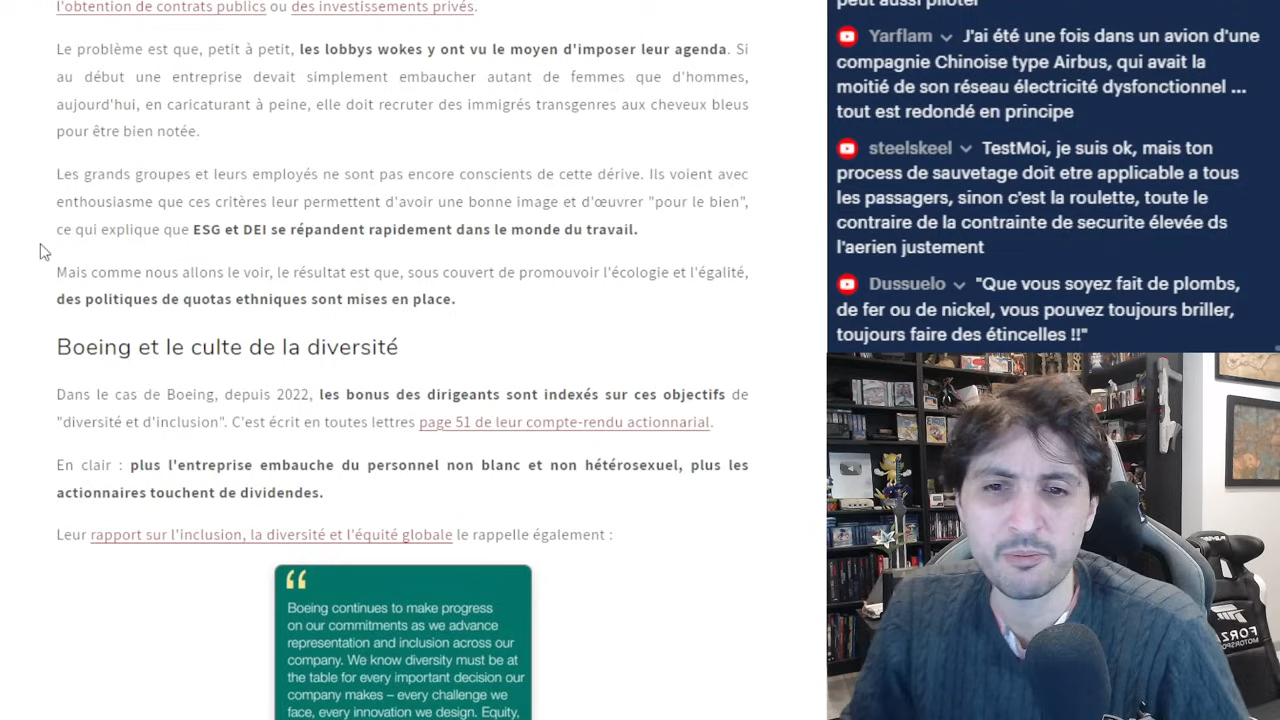 l'obtention de contrats publics ou des investissements privés.
Le problème est que, petit à petit, les lobbys wokes y ont vu le moyen d'imposer leur agenda. Si
au début une entreprise devait simplement embaucher autant de femmes que d'hommes,
aujourd'hui, en caricaturant à peine, elle doit recruter des immigrés transgenres aux cheveux bleus
pour être bien notée.
Les grands groupes et leurs employés ne sont pas encore conscients de cette dérive. Ils voient avec
enthousiasme que ces critères leur permettent d'avoir une bonne image et d'œuvrer "pour le bien",
ce qui explique que ESG et DEI se répandent rapidement dans le monde du travail.
Mais comme nous allons le voir, le résultat est que, sous couvert de promouvoir l'écologie et l'égalité,
des politiques de quotas ethniques sont mises en place.
Boeing et le culte de la diversité
Dans le cas de Boeing, depuis 2022, les bonus des dirigeants sont indexés sur ces objectifs de
"diversité et d'inclusion". C'est écrit en toutes lettres page 51 de leur compte-rendu actionnarial.
En clair : plus l'entreprise embauche du personnel non blanc et non hétérosexuel, plus les
actionnaires touchent de dividendes.
Leur rapport sur l'inclusion, la diversité et l'équité globale le rappelle également :
“
Boeing continues to make progress
on our commitments as we advance
representation and inclusion across our
company. We know diversity must be at
the table for every important decision our
company makes – every challenge we
face, every innovation we design. Equity,
peut aussi piloter
Yarflam J'ai été une fois dans un avion d'une
compagnie Chinoise type Airbus, qui avait la
moitié de son réseau électricité dysfonctionnel ...
tout est redondé en principe
steelskeel TestMoi, je suis ok, mais ton
process de sauvetage doit etre applicable a tous
les passagers, sinon c'est la roulette, toute le
contraire de la contrainte de securite élevée ds
l'aerien justement
Dussuelo "Que vous soyez fait de plombs,
de fer ou de nickel, vous pouvez toujours briller,
toujours faire des étincelles !!"
FORZA
MOTORSPORT